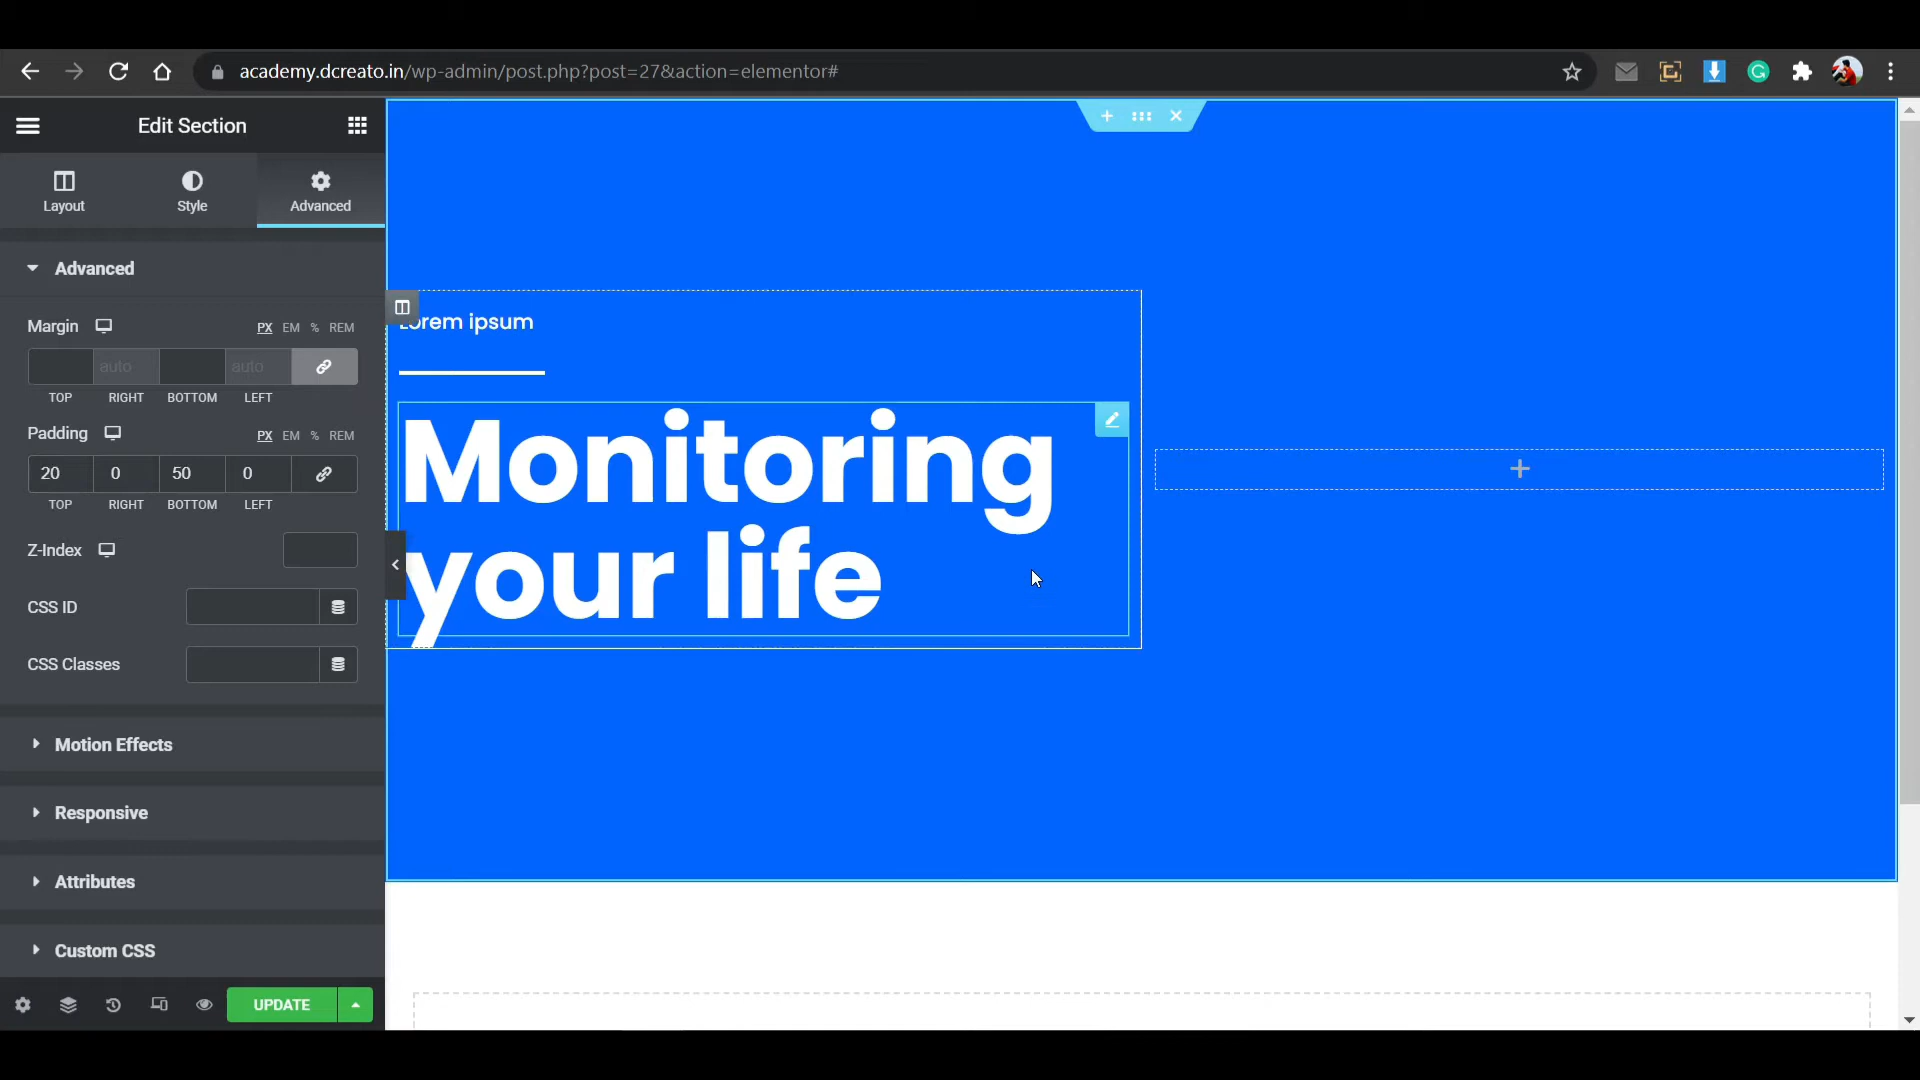 academy.dcreato.in/wp-admin/post.php?post=27&action=elementor#
Edit Section
Layout
Style
Advanced
Advanced
Margin
PX EM % REM
auto auto
TOP RIGHT BOTTOM LEFT
Padding
PX EM % REM
20 0 50 0
TOP RIGHT BOTTOM LEFT
Z-Index
CSS ID
CSS Classes
Motion Effects
Responsive
Attributes
Custom CSS
UPDATE
Lorem ipsum
Monitoring
your life